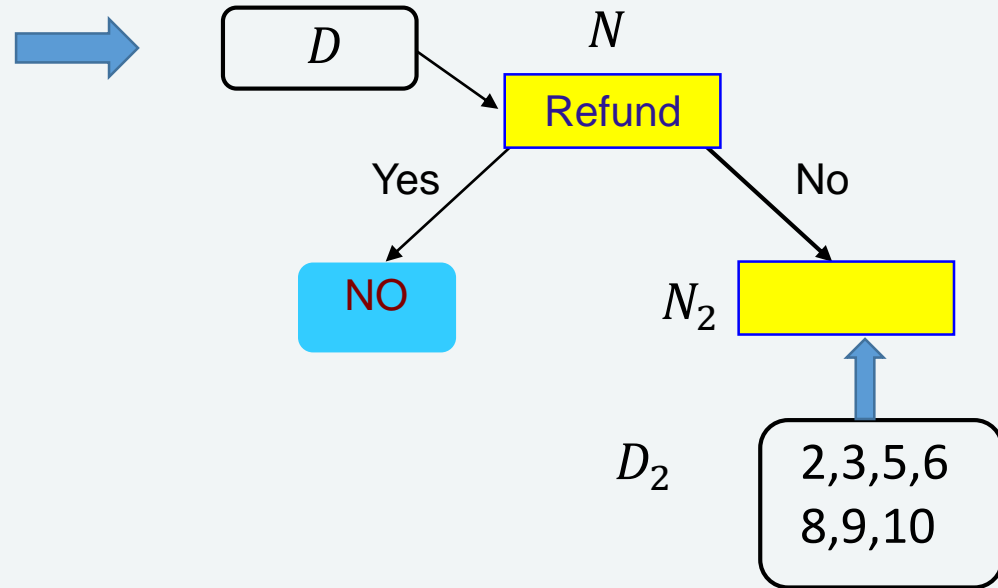 D
N
Refund
Yes
No
NO
N₂
D₂
2,3,5,6
8,9,10